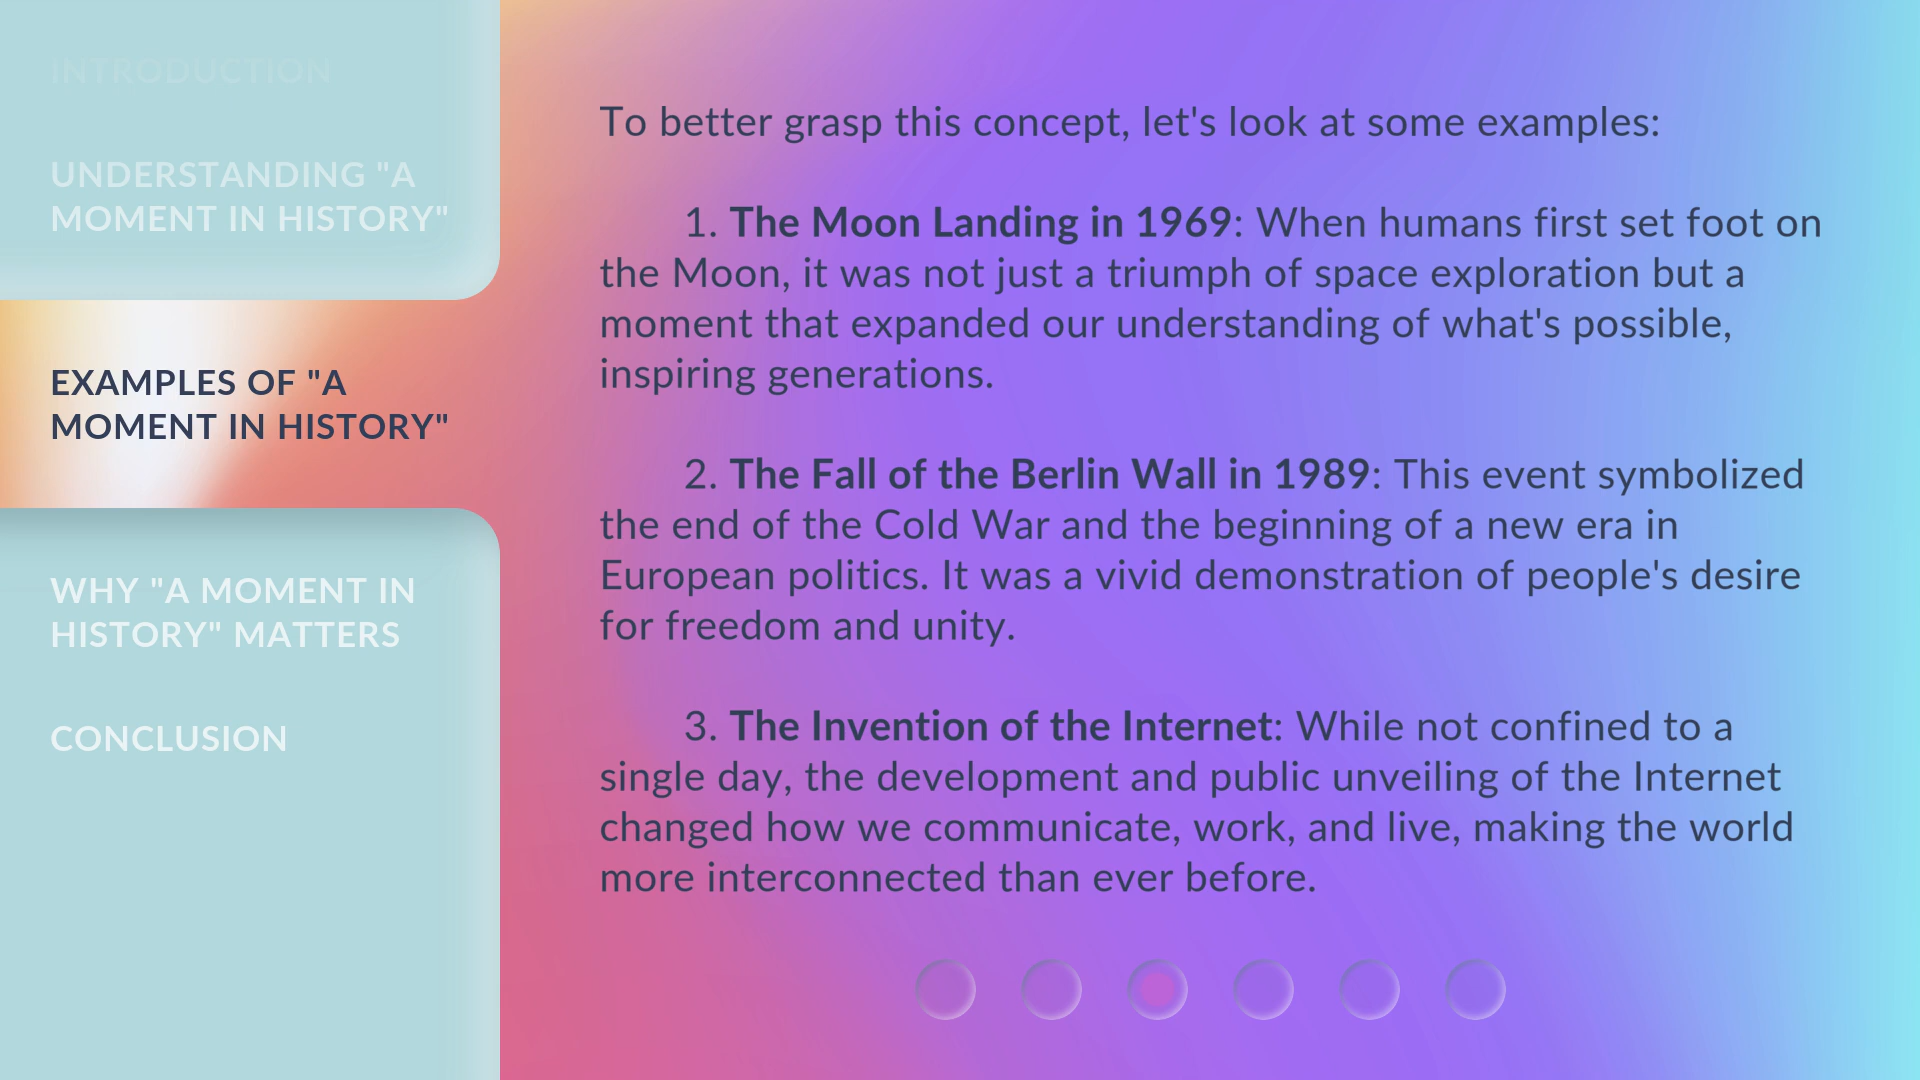 INTRODUCTION
UNDERSTANDING "A
MOMENT IN HISTORY"
EXAMPLES OF "A
MOMENT IN HISTORY"
WHY "A MOMENT IN
HISTORY" MATTERS
CONCLUSION
To better grasp this concept, let's look at some examples:
1. The Moon Landing in 1969: When humans first set foot on
the Moon, it was not just a triumph of space exploration but a
moment that expanded our understanding of what's possible,
inspiring generations.
2. The Fall of the Berlin Wall in 1989: This event symbolized
the end of the Cold War and the beginning of a new era in
European politics. It was a vivid demonstration of people's desire
for freedom and unity.
3. The Invention of the Internet: While not confined to a
single day, the development and public unveiling of the Internet
changed how we communicate, work, and live, making the world
more interconnected than ever before.